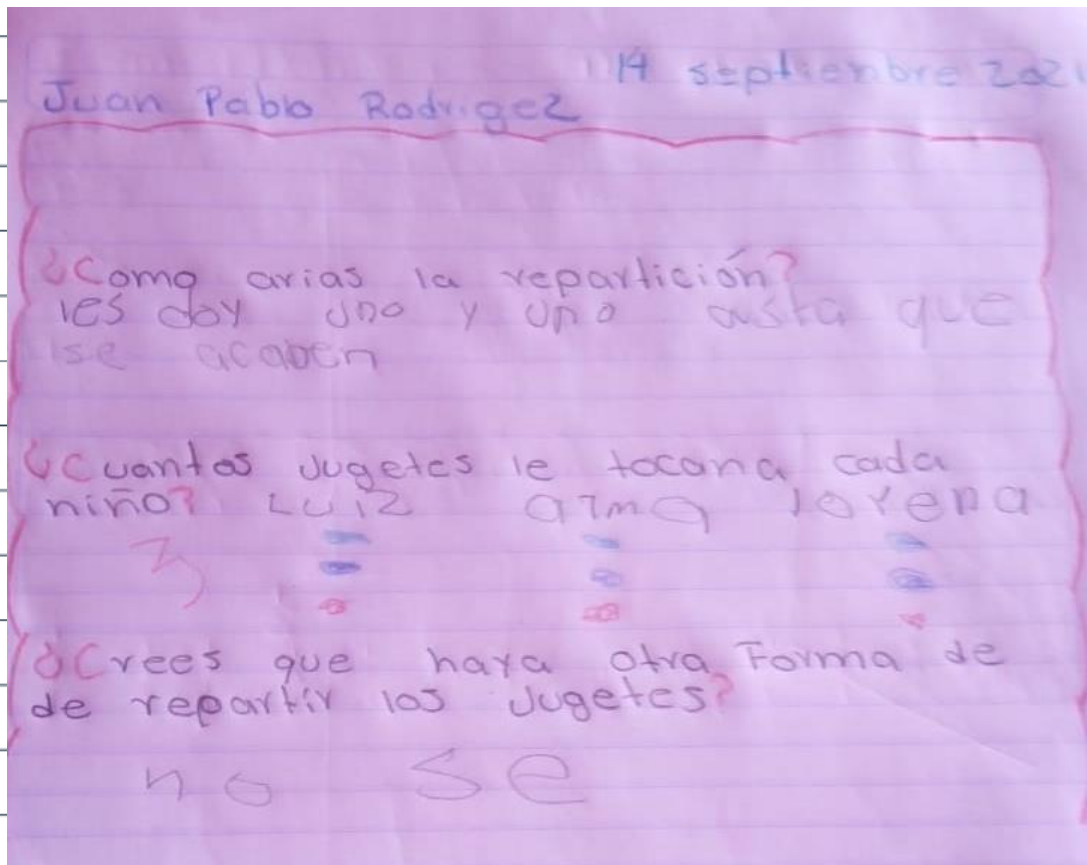 14 septienbre 202
Juan Pablo Rodrigez
¿Como arias la repartición?
les doy uno y uno asta que
se acaben
¿Cuantos Jugetes le tocana cada
niño? Luiz alma lorena
3
¿Crees que haya otra Forma de
de repartir los Jugetes?
no se